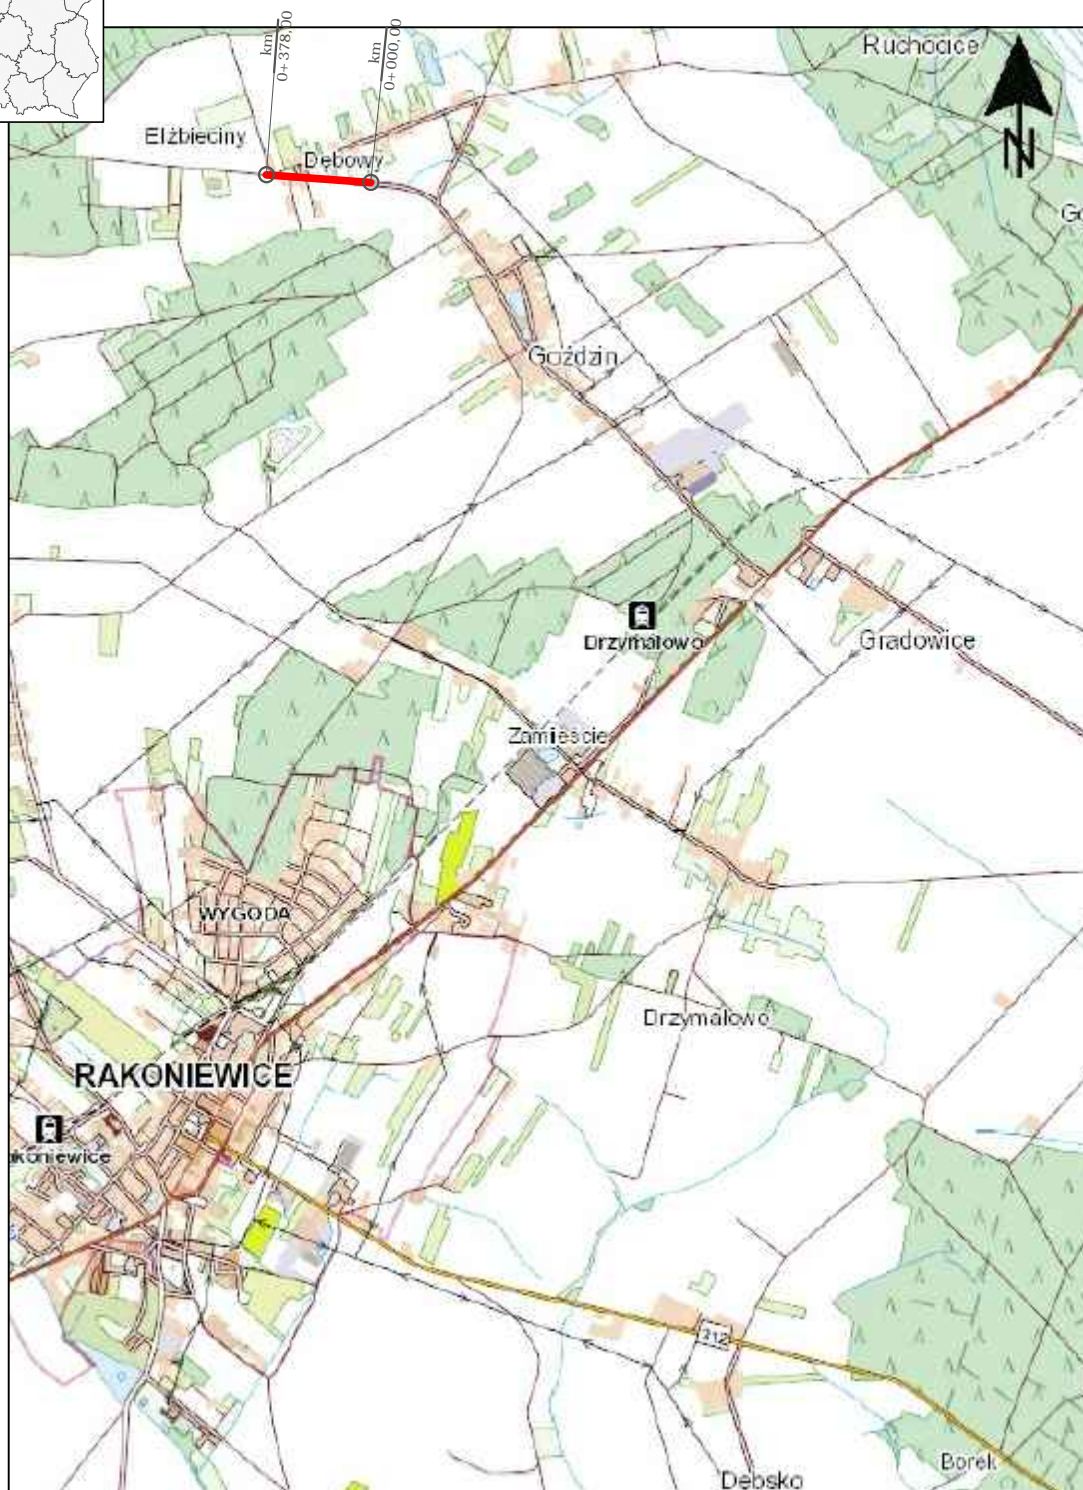 km
0+378,00
km
0+000,00
Ruchocice
Elżbieciny
Dębowy
N
Goździn
Drzymałowo
Gradowice
Zamieście
WYGODA
Drzymałowo
RAKONIEWICE
akoniewice
312
Borek
Dębsko